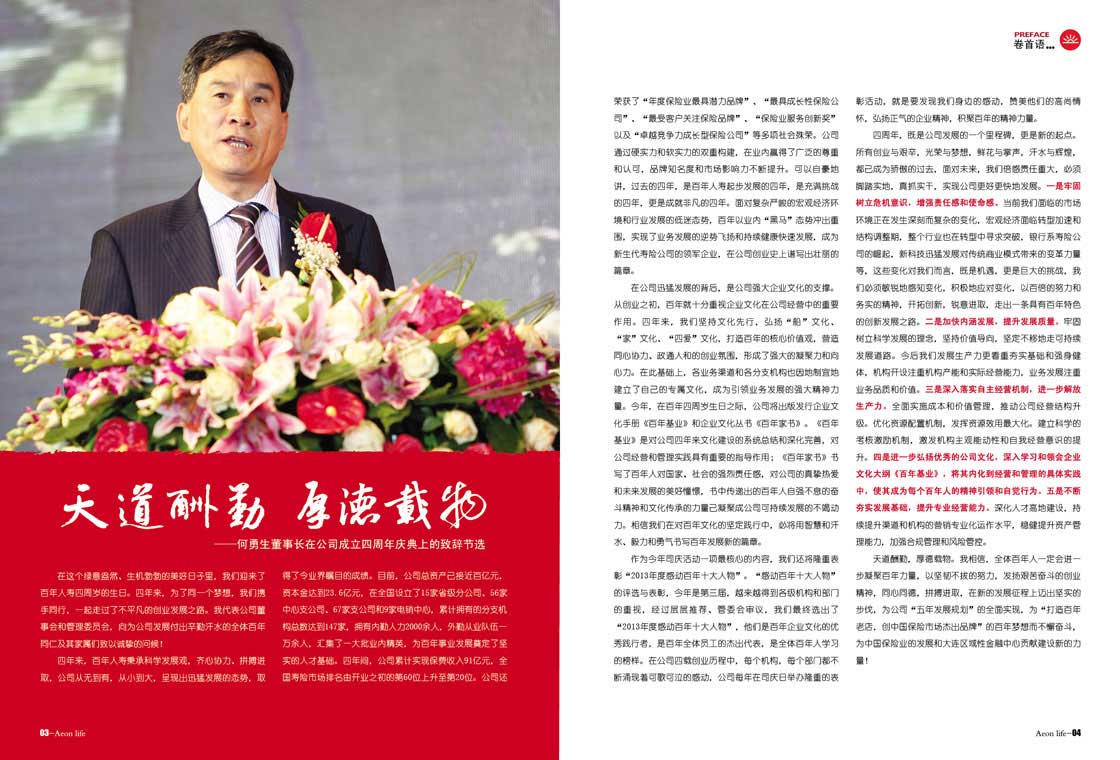 天道酬勤 厚德载物
——何勇生董事长在公司成立四周年庆典上的致辞节选
在这个绿意盎然、生机勃勃的美好日子里，我们迎来了
百年人寿四周岁的生日。四年来，为了同一个梦想，我们携
手同行，一起走过了不平凡的创业发展之路。我代表公司董
事会和管理委员会，向为公司发展付出辛勤汗水的全体百年
同仁及其家属们致以诚挚的问候！
四年来，百年人寿秉承科学发展观，齐心协力、拼搏进
取，公司从无到有，从小到大，呈现出迅猛发展的态势，取
得了令业界瞩目的成绩。目前，公司总资产已接近百亿元，
资本金达到23.6亿元，在全国设立了15家省级分公司、56家
中心支公司、67家支公司和9家电销中心，累计拥有的分支机
构总数达到147家，拥有内勤人力2000余人，外勤从业队伍一
万余人，汇集了一大批业内精英，为百年事业发展奠定了坚
实的人才基础。四年间，公司累计实现保费收入91亿元，全
国寿险市场排名由开业之初的第60位上升至第20位。公司还
03-Aeon life
PREFACE
卷首语...
荣获了“年度保险业最具潜力品牌”、“最具成长性保险公
司”、“最受客户关注保险品牌”、“保险业服务创新奖”
以及“卓越竞争力成长型保险公司”等多项社会殊荣。公司
通过硬实力和软实力的双重构建，在业内赢得了广泛的尊重
和认可，品牌知名度和市场影响力不断提升。可以自豪地
讲，过去的四年，是百年人寿起步发展的四年，是充满挑战
的四年，更是成就非凡的四年。面对复杂严峻的宏观经济环
境和行业发展的低迷态势，百年以业内“黑马”态势冲出重
围，实现了业务发展的逆势飞扬和持续健康快速发展，成为
新生代寿险公司的领军企业，在公司创业史上谱写出壮丽的
篇章。
在公司迅猛发展的背后，是公司强大企业文化的支撑。
从创业之初，百年就十分重视企业文化在公司经营中的重要
作用。四年来，我们坚持文化先行，弘扬“船”文化、
“家”文化、“四爱”文化，打造百年的核心价值观，营造
同心协力、政通人和的创业氛围，形成了强大的凝聚力和向
心力。在此基础上，各业务渠道和各分支机构也因地制宜地
建立了自己的专属文化，成为引领业务发展的强大精神力
量。今年，在百年四周岁生日之际，公司将出版发行企业文
化手册《百年基业》和企业文化丛书《百年家书》。《百年
基业》是对公司四年来文化建设的系统总结和深化完善，对
公司经营和管理实践具有重要的指导作用；《百年家书》书
写了百年人对国家、社会的强烈责任感，对公司的真挚热爱
和未来发展的美好憧憬，书中传递出的百年人自强不息的奋
斗精神和文化传承的力量已凝聚成公司可持续发展的不竭动
力。相信我们在对百年文化的坚定践行中，必将用智慧和汗
水、毅力和勇气书写百年发展新的篇章。
作为今年司庆活动一项最核心的内容，我们还将隆重表
彰“2013年度感动百年十大人物”。“感动百年十大人物”
的评选与表彰，今年是第三届，越来越得到各级机构和部门
的重视，经过层层推荐、管委会审议，我们最终选出了
“2013年度感动百年十大人物”，他们是百年企业文化的优
秀践行者，是百年全体员工的杰出代表，是全体百年人学习
的榜样。在公司四载创业历程中，每个机构，每个部门都不
断涌现着可歌可泣的感动，公司每年在司庆日举办隆重的表
彰活动，就是要发现我们身边的感动，赞美他们的高尚情
怀，弘扬正气的企业精神，积聚百年的精神力量。
四周年，既是公司发展的一个里程碑，更是新的起点。
所有创业与艰辛，光荣与梦想，鲜花与掌声，汗水与辉煌，
都已成为骄傲的过去，面对未来，我们倍感责任重大，必须
脚踏实地，真抓实干，实现公司更好更快地发展。一是牢固
树立危机意识，增强责任感和使命感。当前我们面临的市场
环境正在发生深刻而复杂的变化，宏观经济面临转型加速和
结构调整期，整个行业也在转型中寻求突破，银行系寿险公
司的崛起，新科技迅猛发展对传统商业模式带来的变革力量
等，这些变化对我们而言，既是机遇，更是巨大的挑战，我
们必须敏锐地感知变化，积极地应对变化，以百倍的努力和
务实的精神，开拓创新，锐意进取，走出一条具有百年特色
的创新发展之路。二是加快内涵发展，提升发展质量。牢固
树立科学发展的理念，坚持价值导向，坚定不移地走可持续
发展道路。今后我们发展生产力更看重夯实基础和强身健
体，机构开设注重机构产能和实际经营能力，业务发展注重
业务品质和价值。三是深入落实自主经营机制，进一步解放
生产力。全面实施成本和价值管理，推动公司经营结构升
级。优化资源配置机制，发挥资源效用最大化。建立科学的
考核激励机制，激发机构主观能动性和自我经营意识的提
升。四是进一步弘扬优秀的公司文化，深入学习和领会企业
文化大纲《百年基业》，将其内化到经营和管理的具体实践
中，使其成为每个百年人的精神引领和自觉行为。五是不断
夯实发展基础，提升专业经营能力。深化人才高地建设，持
续提升渠道和机构的营销专业化运作水平，稳健提升资产管
理能力，加强合规管理和风险管控。
天道酬勤，厚德载物。我相信，全体百年人一定会进一
步凝聚百年力量，以坚韧不拔的努力，发扬艰苦奋斗的创业
精神，同心同德，拼搏进取，在新的发展征程上迈出坚实的
步伐，为公司“五年发展规划”的全面实现，为“打造百年
老店，创中国保险市场杰出品牌”的百年梦想而不懈奋斗，
为中国保险业的发展和大连区域性金融中心贡献建设新的力
量！
Aeon life-04